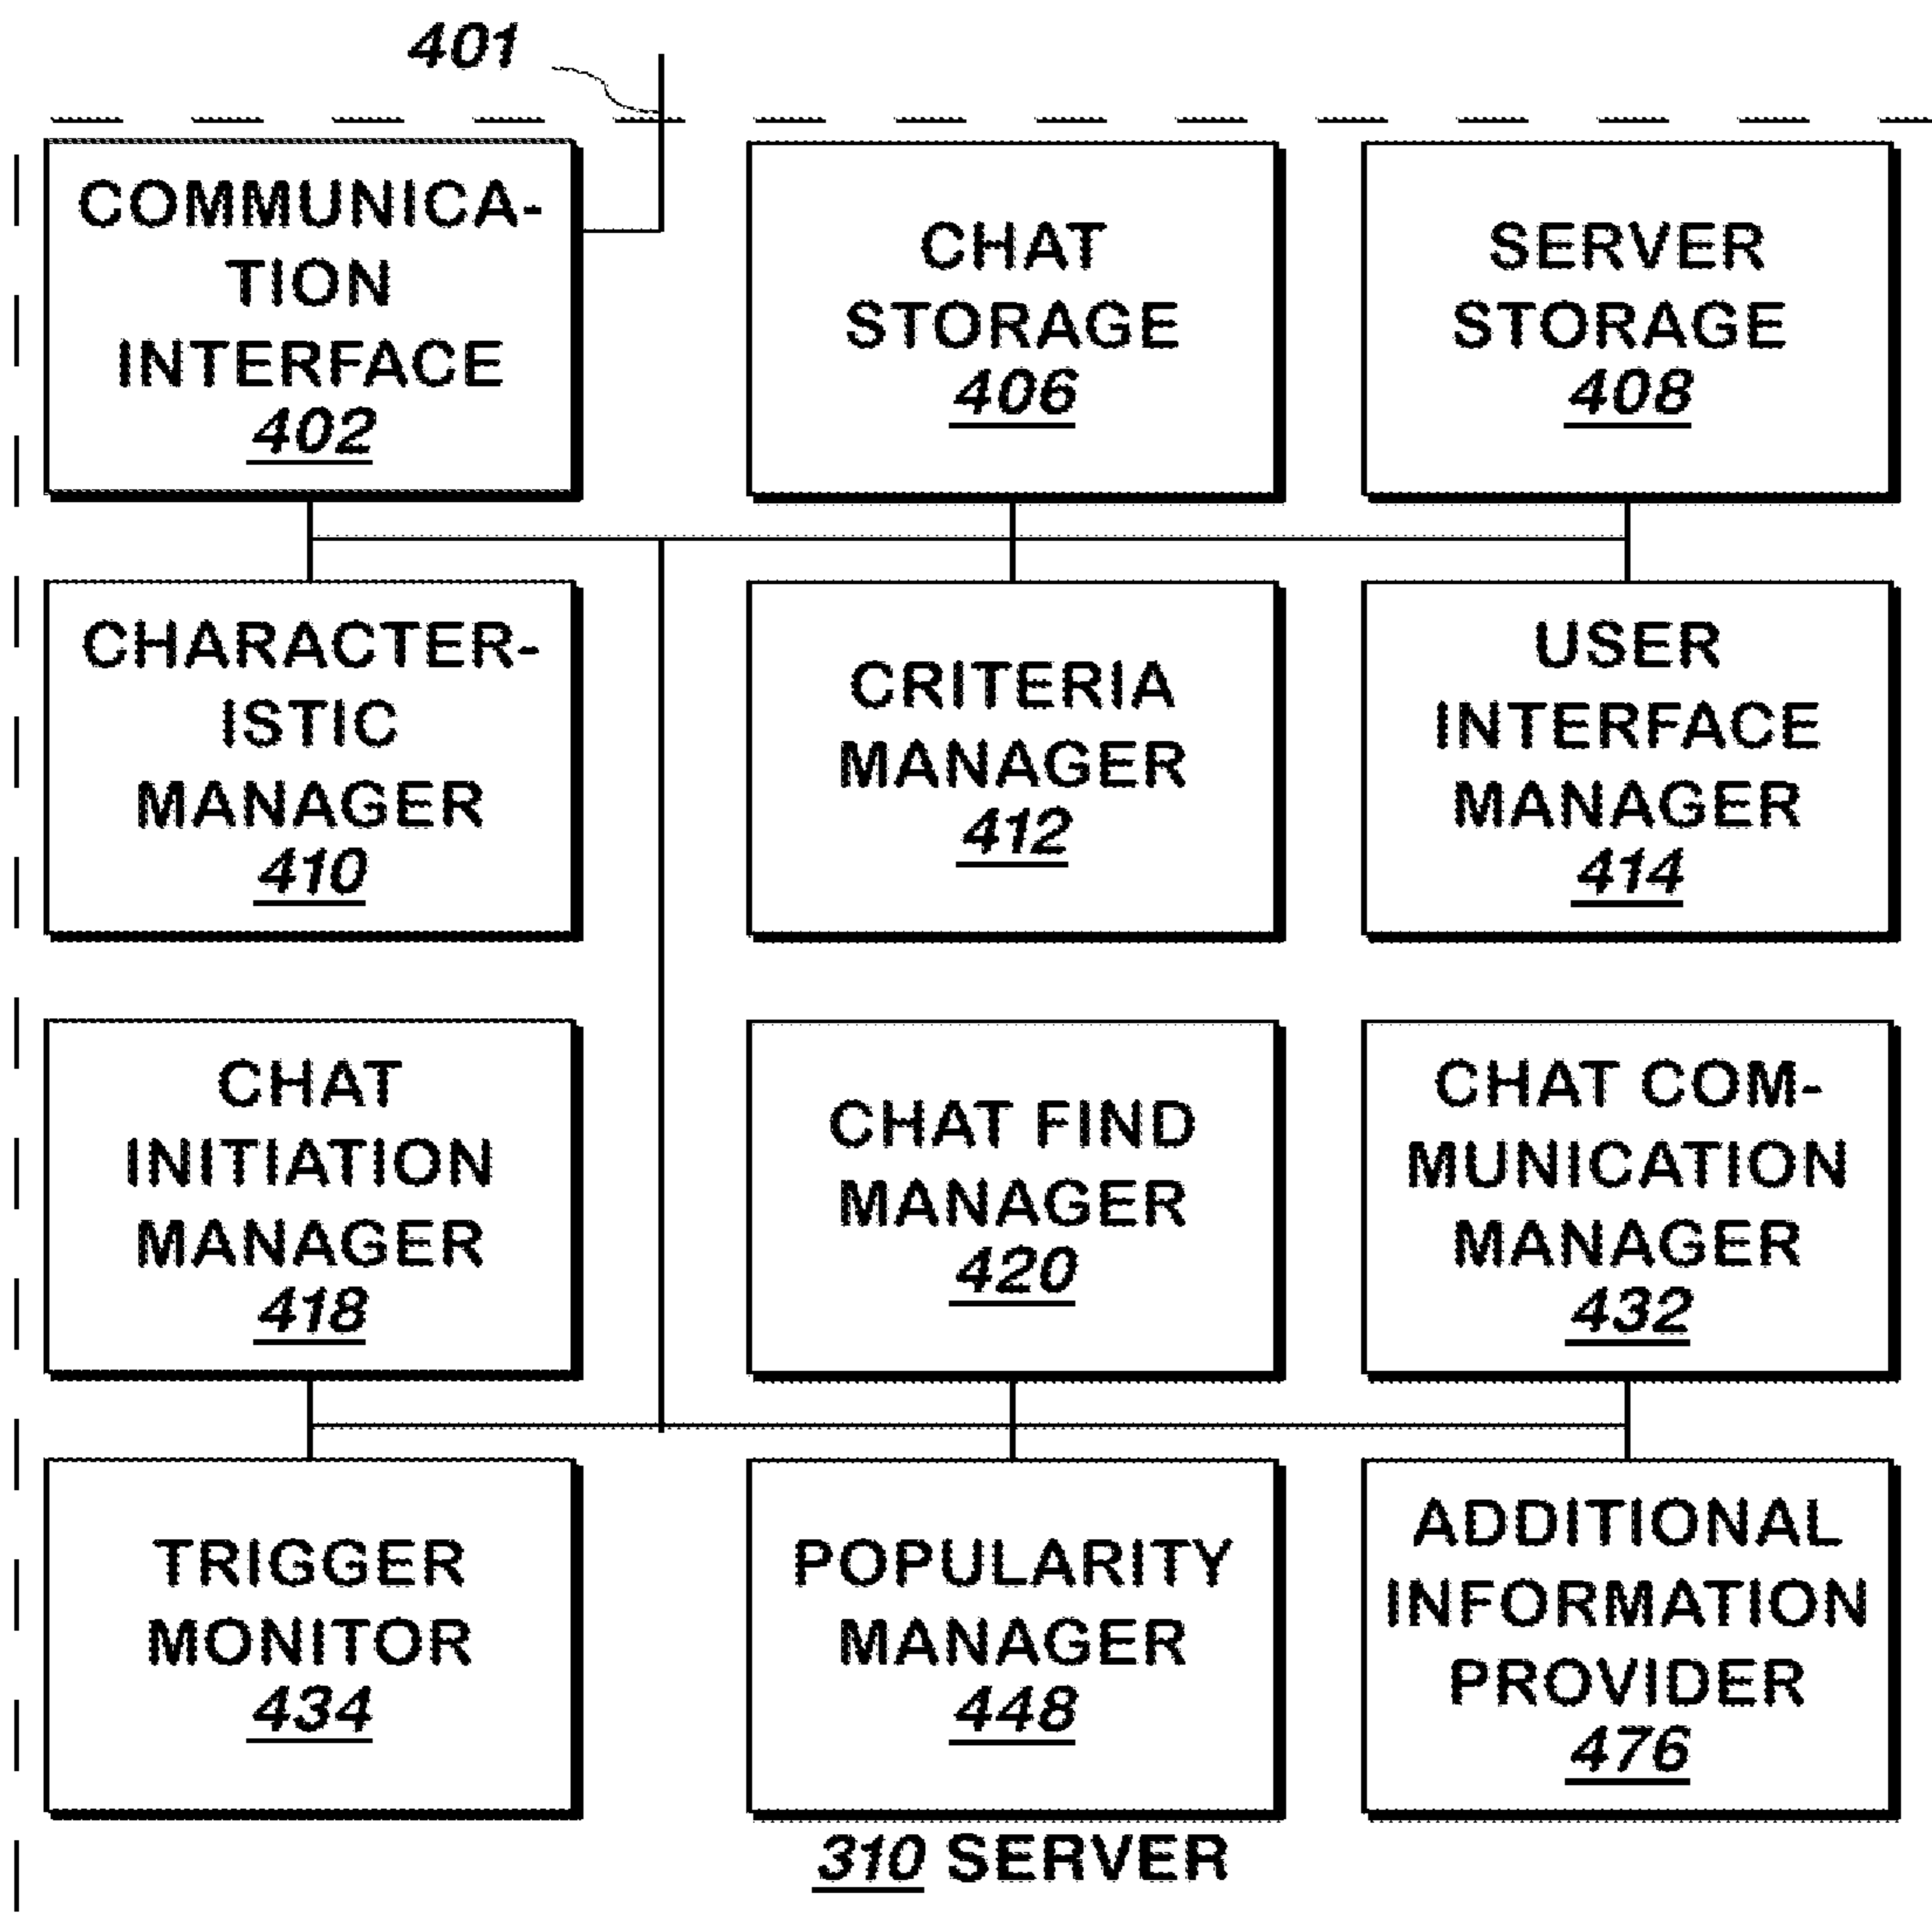 401
COMMUNICA-
TION
INTERFACE
402
CHAT
STORAGE
406
SERVER
STORAGE
408
CHARACTER-
ISTIC
MANAGER
410
CRITERIA
MANAGER
412
USER
INTERFACE
MANAGER
414
CHAT
INITIATION
MANAGER
418
CHAT FIND
MANAGER
420
CHAT COM-
MUNICATION
MANAGER
432
TRIGGER
MONITOR
434
POPULARITY
MANAGER
448
ADDITIONAL
INFORMATION
PROVIDER
476
310 SERVER